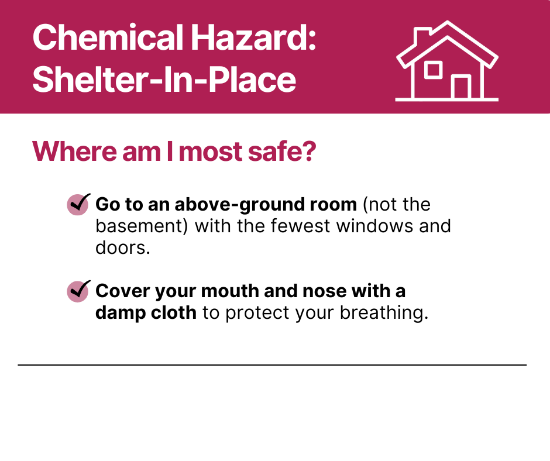 Chemical Hazard:
Shelter-In-Place
Where am I most safe?
Go to an above-ground room (not the
basement) with the fewest windows and
doors.
Cover your mouth and nose with a
damp cloth to protect your breathing.